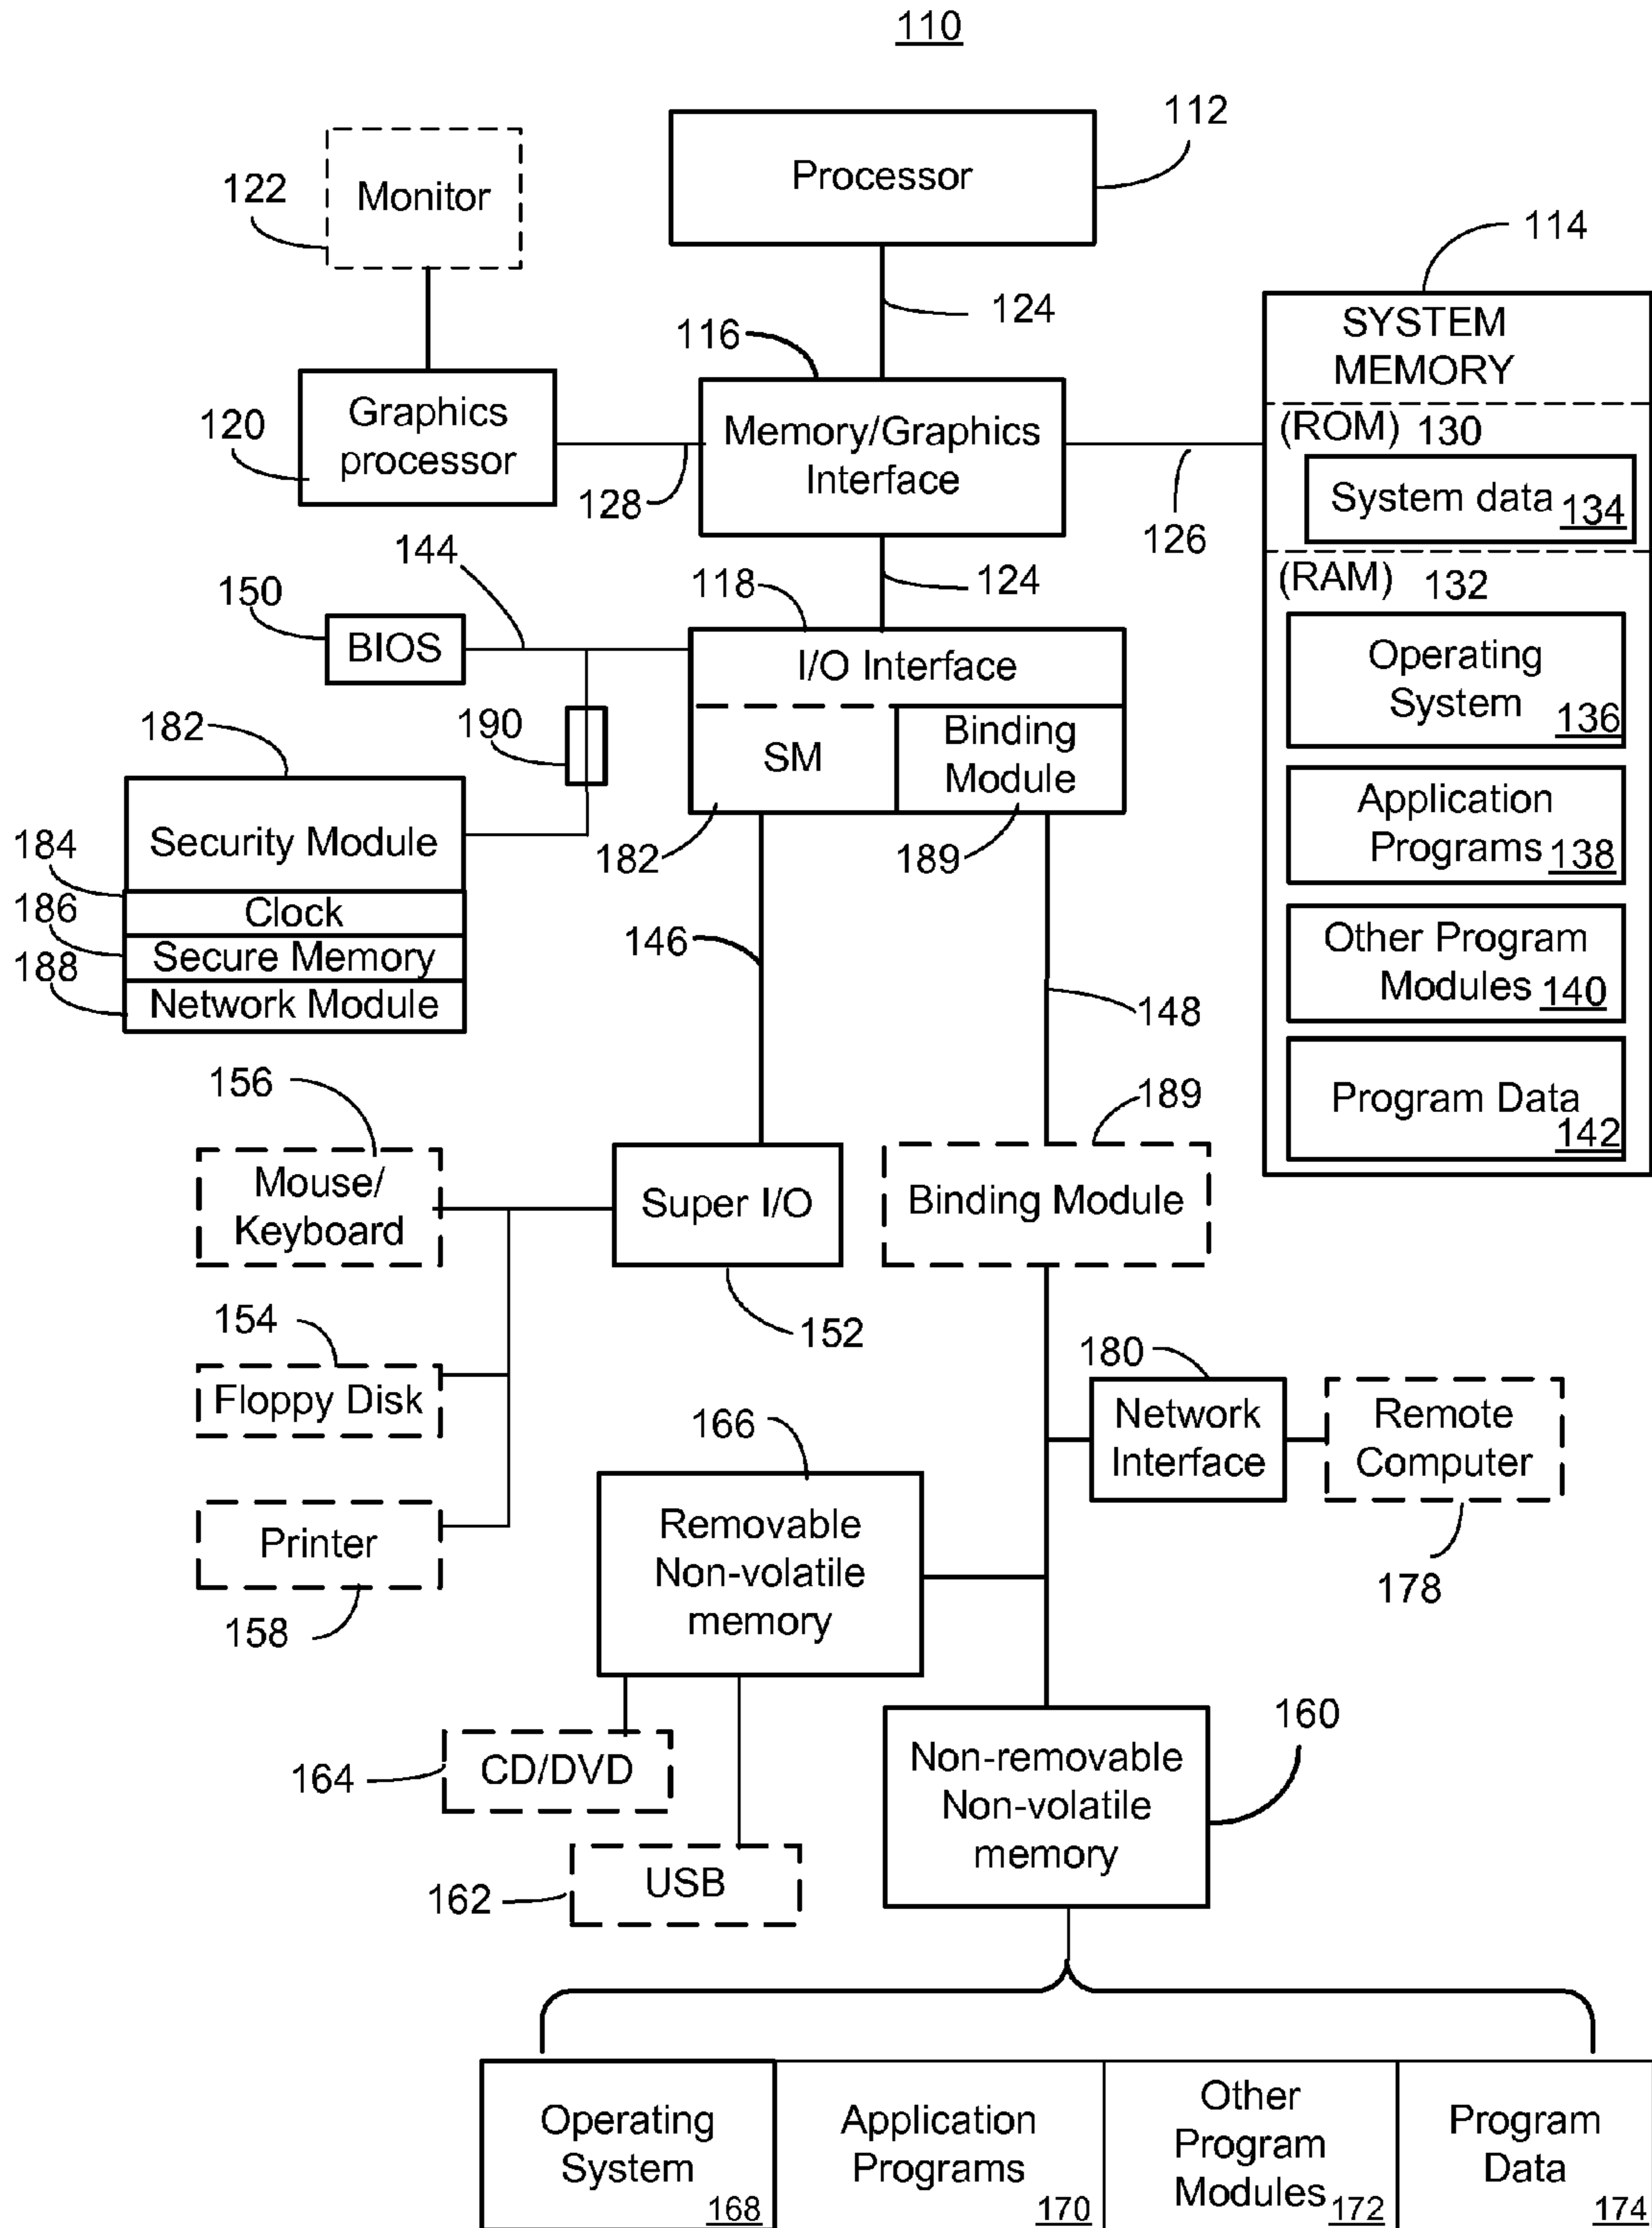 110
112
Processor
122
Monitor
114
124
116
SYSTEM
MEMORY
120
Graphics
processor
Memory/Graphics
Interface
(ROM) 130
System data 134
128
126
144
124
118
(RAM) 132
150
BIOS
I/O Interface
Operating
System 136
190
182
SM
Binding
Module
Application
Programs 138
Security Module
182
189
184
Clock
186
Secure Memory
188
Network Module
146
Other Program
Modules 140
148
156
189
Program Data
142
Mouse/
Keyboard
Super I/O
Binding Module
154
152
Floppy Disk
180
Network
Interface
Remote
Computer
166
Printer
158
Removable
Non-volatile
memory
178
160
164
CD/DVD
Non-removable
Non-volatile
memory
162
USB
Operating
System
168
Application
Programs
170
Other
Program
Modules 172
Program
Data
174